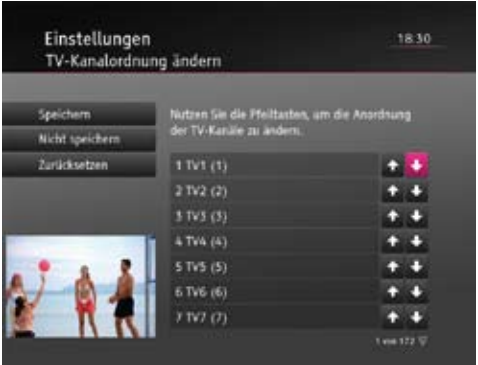 Einstellungen
18:30
TV-Kanalordnung ändern
Speichern
Nicht speichern
Zurücksetzen
Nutzen Sie die Pfeiltasten, um die Anordnung
der TV-Kanäle zu ändern.
1 TV1 (1)
2 TV2 (2)
3 TV3 (3)
4 TV4 (4)
5 TV5 (5)
6 TV6 (6)
7 TV7 (7)
1 von 172